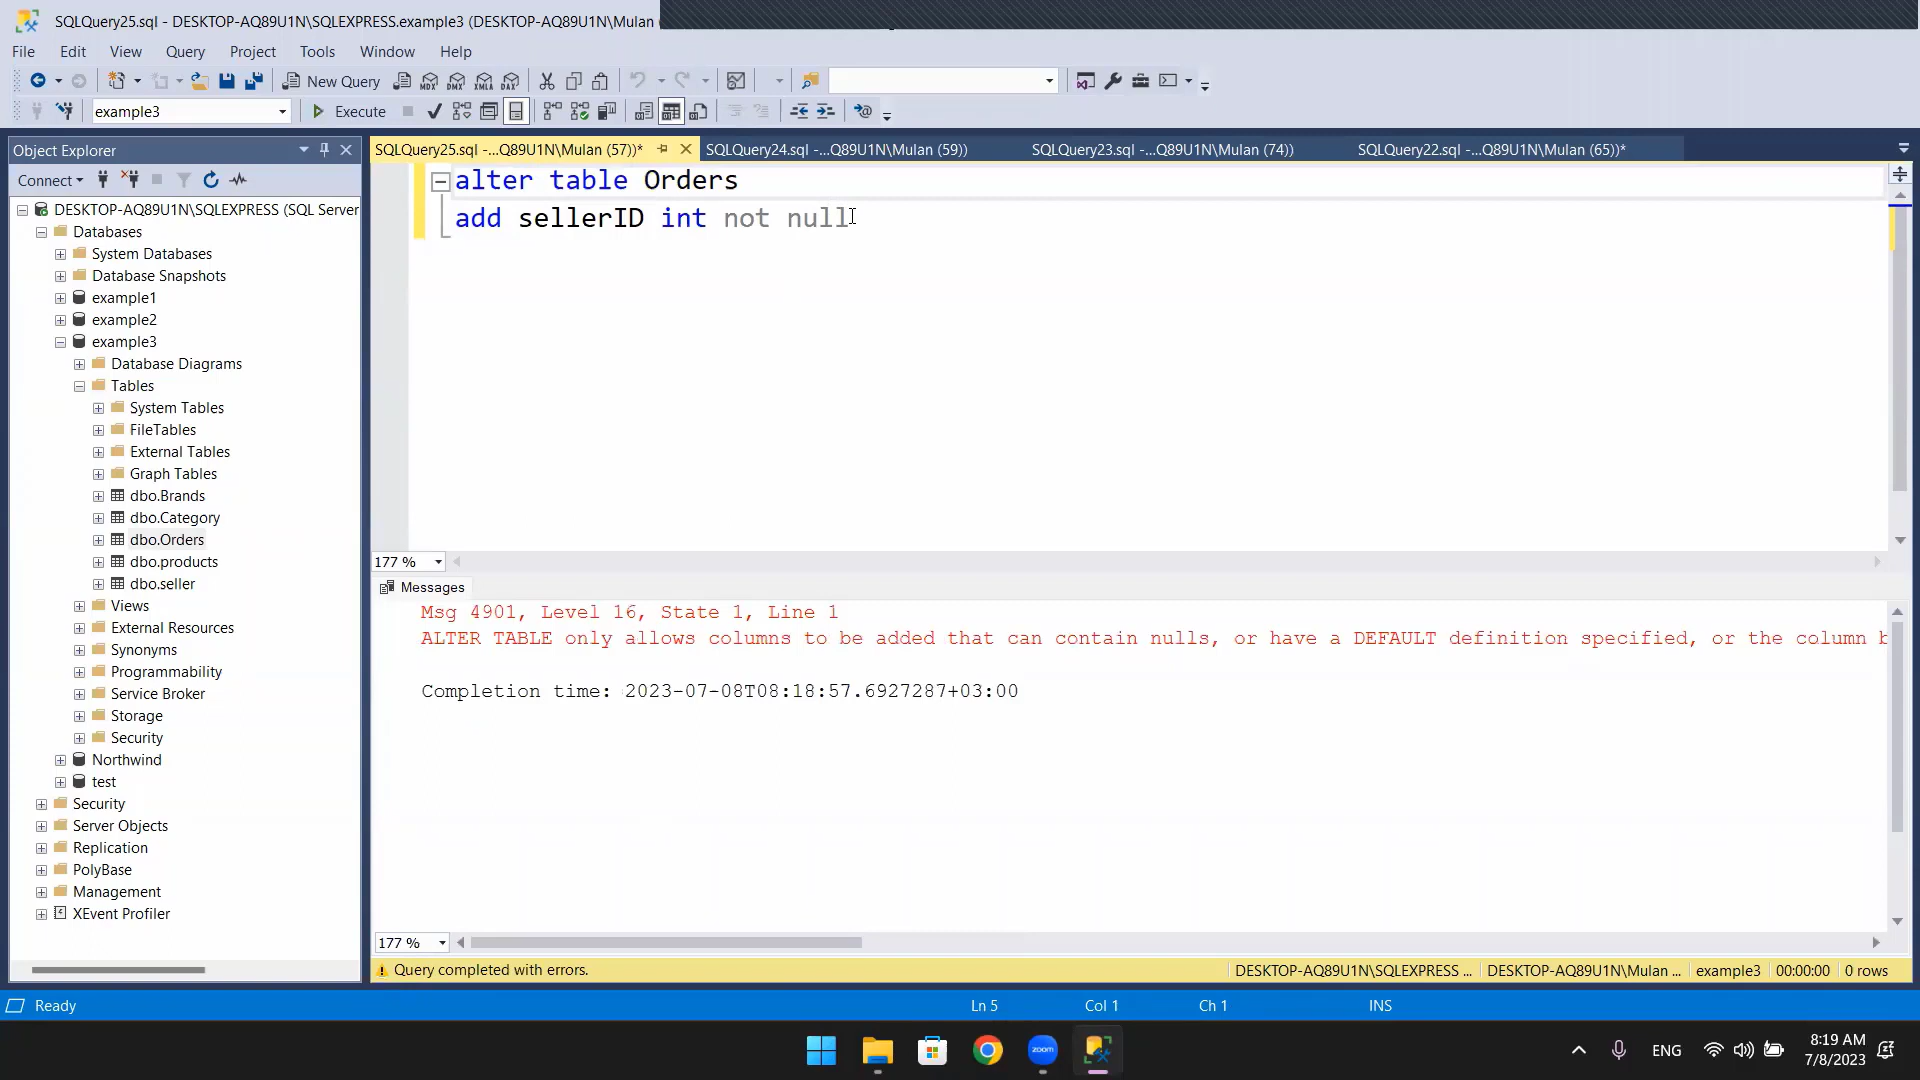 SQLQuery25.sql - DESKTOP-AQ89U1N\SQLEXPRESS.example3 (DESKTOP-AQ89U1N\Mulan
File Edit View Query Project Tools Window Help
New Query
MDX DMX XMLA DAX
example3 Execute
Object Explorer
SQLQuery25.sql -...Q89U1N\Mulan (57))* SQLQuery24.sql -...Q89U1N\Mulan (59)) SQLQuery23.sql -...Q89U1N\Mulan (74)) SQLQuery22.sql -...Q89U1N\Mulan (65))*
Connect
DESKTOP-AQ89U1N\SQLEXPRESS (SQL Server
Databases
System Databases
Database Snapshots
example1
example2
example3
Database Diagrams
Tables
System Tables
FileTables
External Tables
Graph Tables
dbo.Brands
dbo.Category
dbo.Orders
dbo.products
dbo.seller
Views
External Resources
Synonyms
Programmability
Service Broker
Storage
Security
Northwind
test
Security
Server Objects
Replication
PolyBase
Management
XEvent Profiler
alter table Orders
add sellerID int not null
177 %
Messages
Msg 4901, Level 16, State 1, Line 1
ALTER TABLE only allows columns to be added that can contain nulls, or have a DEFAULT definition specified, or the column
Completion time: 2023-07-08T08:18:57.6927287+03:00
177 %
Query completed with errors. DESKTOP-AQ89U1N\SQLEXPRESS ... DESKTOP-AQ89U1N\Mulan ... example3 00:00:00 0 rows
Ready Ln 5 Col 1 Ch 1 INS
zoom
ENG
8:19 AM
7/8/2023